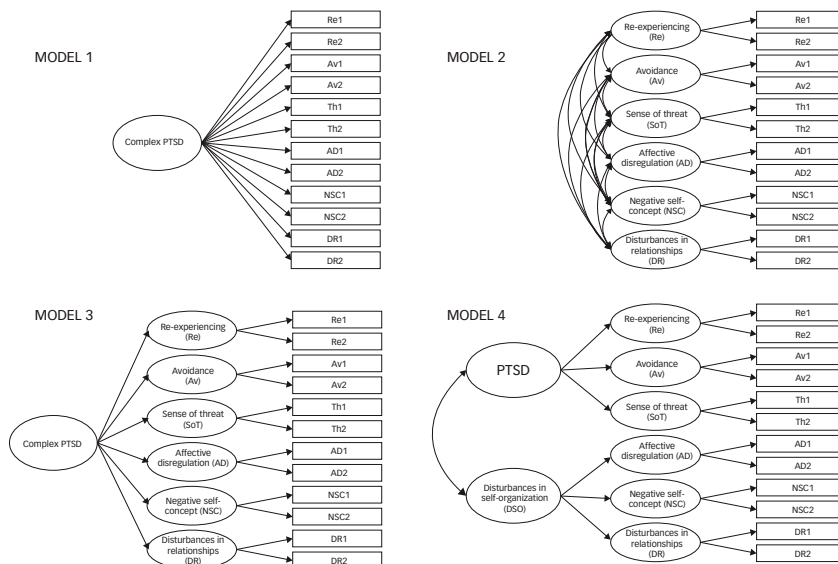 MODEL 1
Complex PTSD
Re1
Re2
Av1
Av2
Th1
Th2
AD1
AD2
NSC1
NSC2
DR1
DR2
MODEL 2
Re-experiencing
(Re)
Avoidance
(Av)
Sense of threat
(SoT)
Affective
disregulation (AD)
Negative self-
concept (NSC)
Disturbances in
relationships
(DR)
Re1
Re2
Av1
Av2
Th1
Th2
AD1
AD2
NSC1
NSC2
DR1
DR2
MODEL 3
Complex PTSD
Re-experiencing
(Re)
Avoidance
(Av)
Sense of threat
(SoT)
Affective
disregulation (AD)
Negative self-
concept (NSC)
Disturbances in
relationships
(DR)
Re1
Re2
Av1
Av2
Th1
Th2
AD1
AD2
NSC1
NSC2
DR1
DR2
MODEL 4
PTSD
Disturbances in
self-organization
(DSO)
Re-experiencing
(Re)
Avoidance
(Av)
Sense of threat
(SoT)
Affective
disregulation (AD)
Negative self-
concept (NSC)
Disturbances in
relationships
(DR)
Re1
Re2
Av1
Av2
Th1
Th2
AD1
AD2
NSC1
NSC2
DR1
DR2